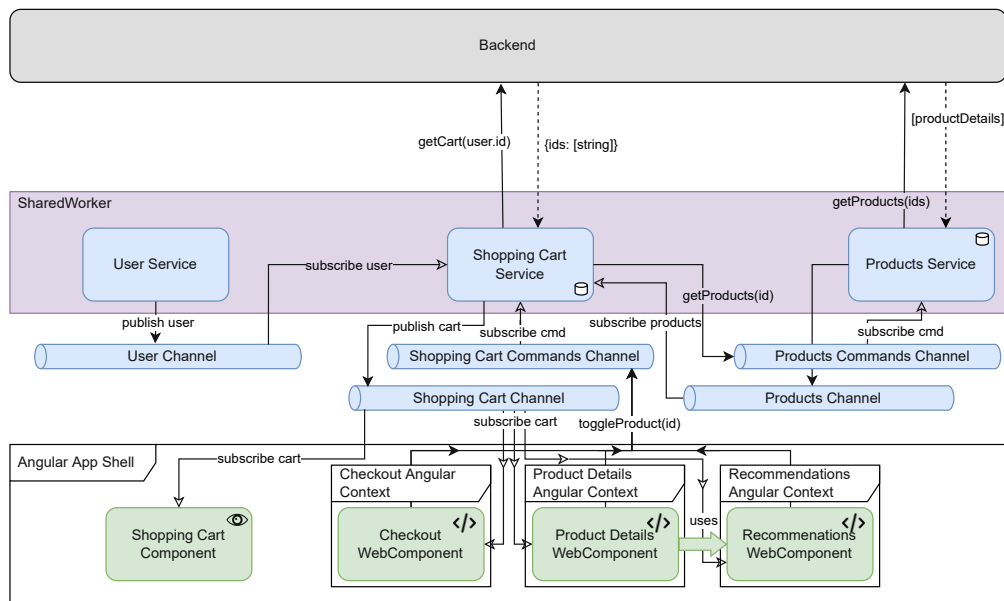 Backend
getCart(user.id)
{ids: [string]}
[productDetails]
getProducts(ids)
SharedWorker
User Service
Shopping Cart
Service
Products Service
subscribe user
getProducts(id)
publish user
publish cart
subscribe cmd
subscribe products
subscribe cmd
User Channel
Shopping Cart Commands Channel
Products Commands Channel
Shopping Cart Channel
Products Channel
subscribe cart
toggleProduct(id)
Angular App Shell
subscribe cart
Checkout Angular
Context
Product Details
Angular Context
Recommendations
Angular Context
Shopping Cart
Component
</>
Checkout
WebComponent
</>
Product Details
WebComponent
uses
</>
Recommenations
WebComponent